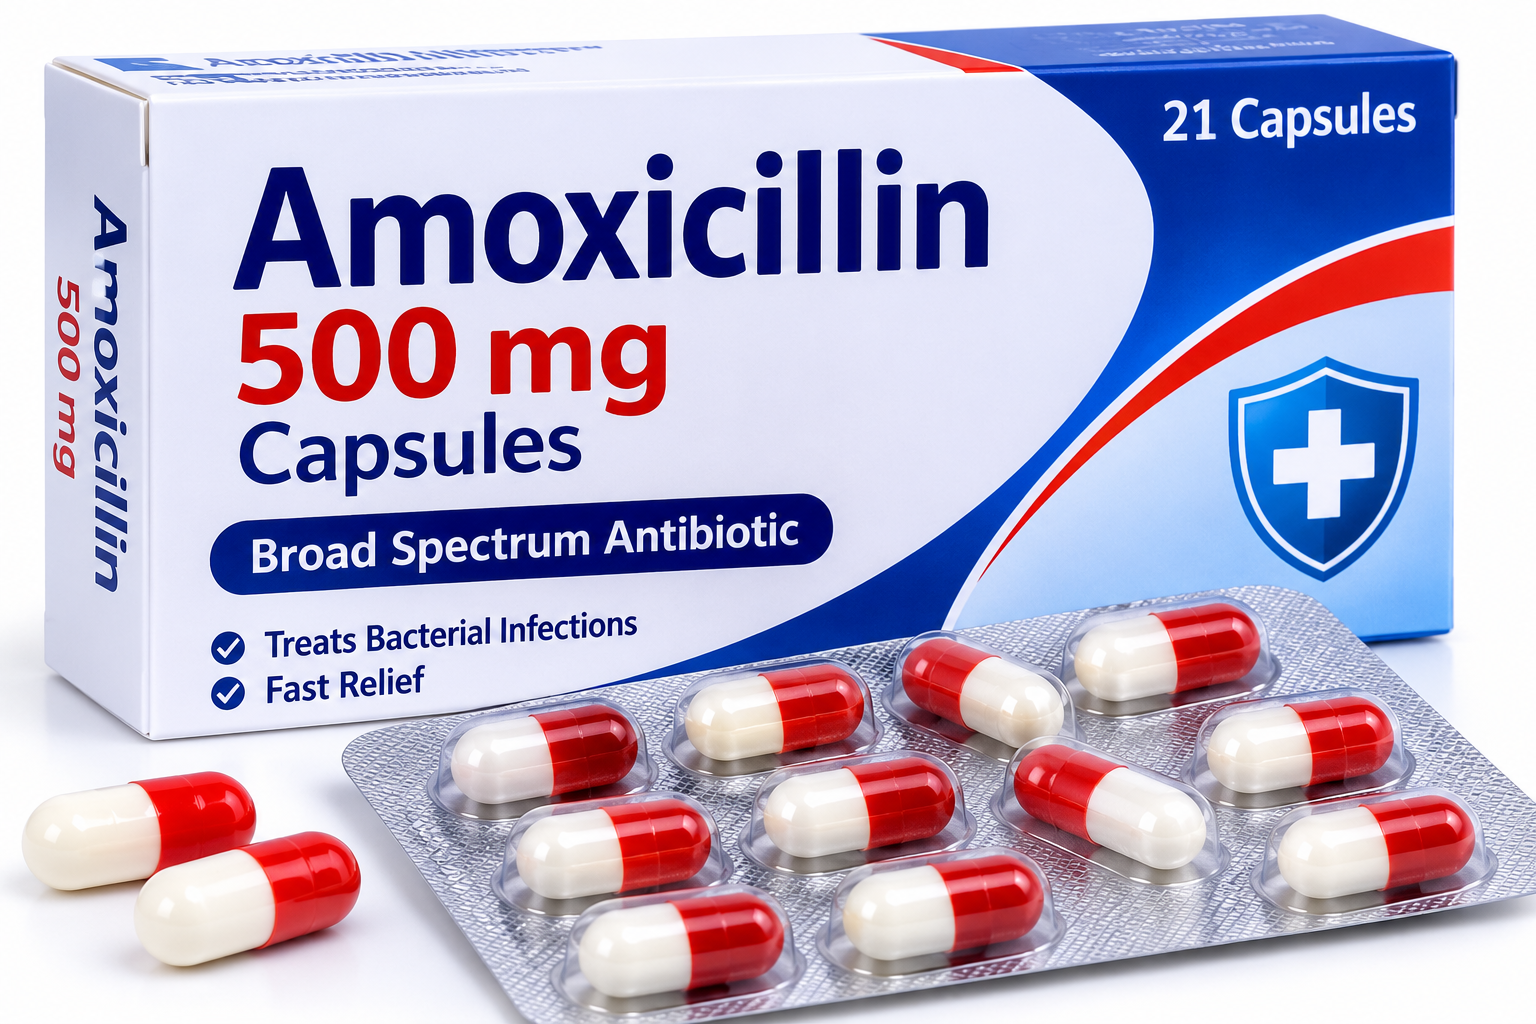 21 Capsules
Amoxicillin
500 mg
Capsules
Broad Spectrum Antibiotic
Treats Bacterial Infections
Fast Relief
Amoxicillin
500 mg